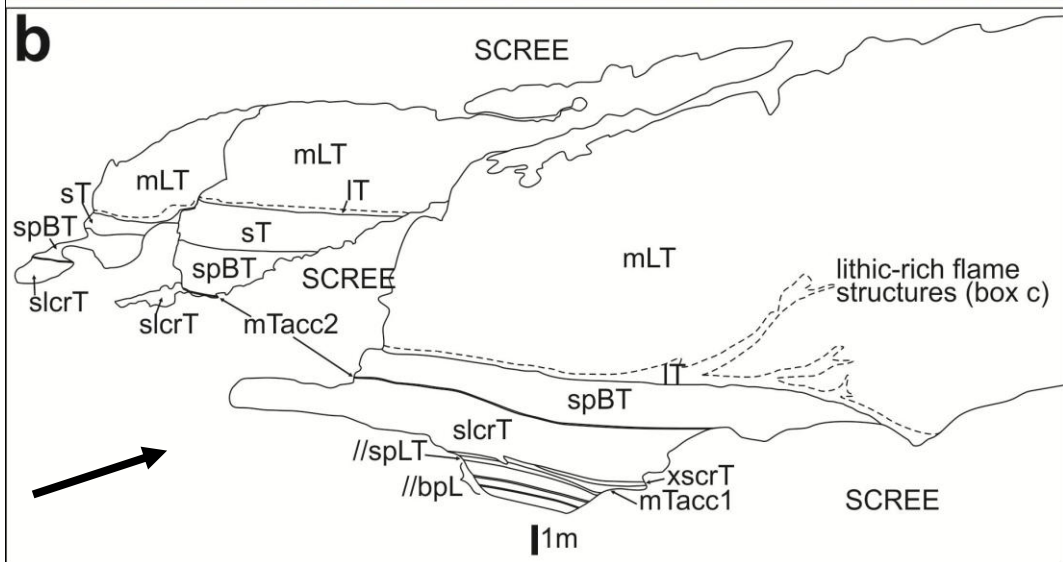 b
SCREE
mLT
mLT
lT
sT
sT
spBT
spBT
SCREE
mLT
lithic-rich flame
structures (box c)
slcrT
slcrT
mTacc2
lT
spBT
slcrT
//spLT
//bpL
xscrT
mTacc1
SCREE
1m